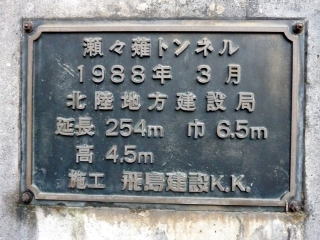 瀬々薙トンネル
1988年 3月
北陸地方建設局
延長 254m 巾 6.5m
高 4.5m
施工 飛島建設K.K.